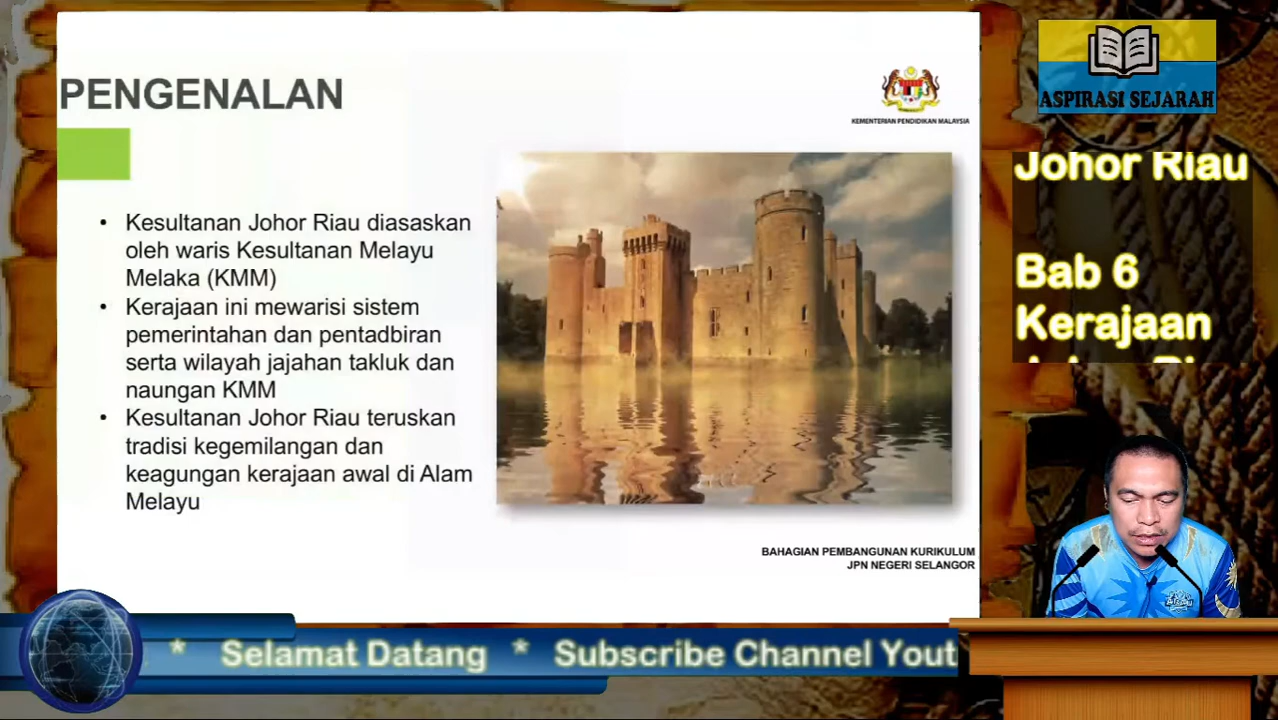 PENGENALAN
KEMENTERIAN PENDIDIKAN MALAYSIA
• Kesultanan Johor Riau diasaskan
oleh waris Kesultanan Melayu
Melaka (KMM)
• Kerajaan ini mewarisi sistem
pemerintahan dan pentadbiran
serta wilayah jajahan takluk dan
naungan KMM
• Kesultanan Johor Riau teruskan
tradisi kegemilangan dan
keagungan kerajaan awal di Alam
Melayu
BAHAGIAN PEMBANGUNAN KURIKULUM
JPN NEGERI SELANGOR
ASPIRASI SEJARAH
Johor Riau
Bab 6
Kerajaan
* Selamat Datang * Subscribe Channel Yout